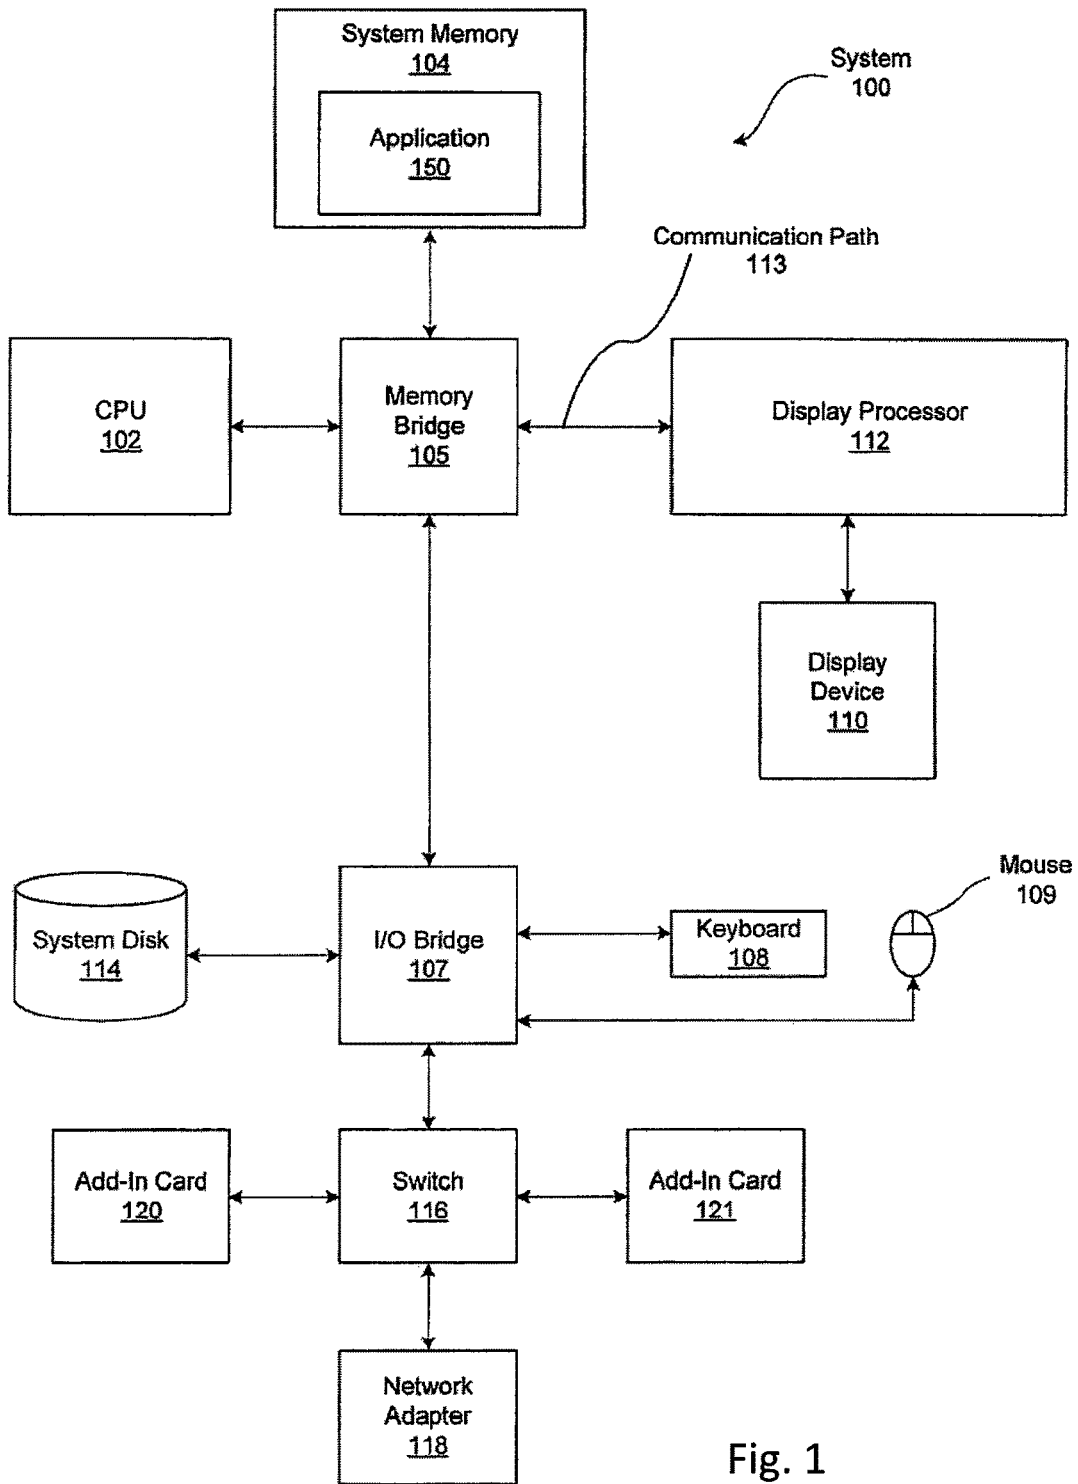 System Memory
104
Application
150
System
100
Communication Path
113
CPU
102
Memory
Bridge
105
Display Processor
112
Display
Device
110
System Disk
114
I/O Bridge
107
Keyboard
108
Mouse
109
Add-In Card
120
Switch
116
Add-In Card
121
Network
Adapter
118
Fig. 1